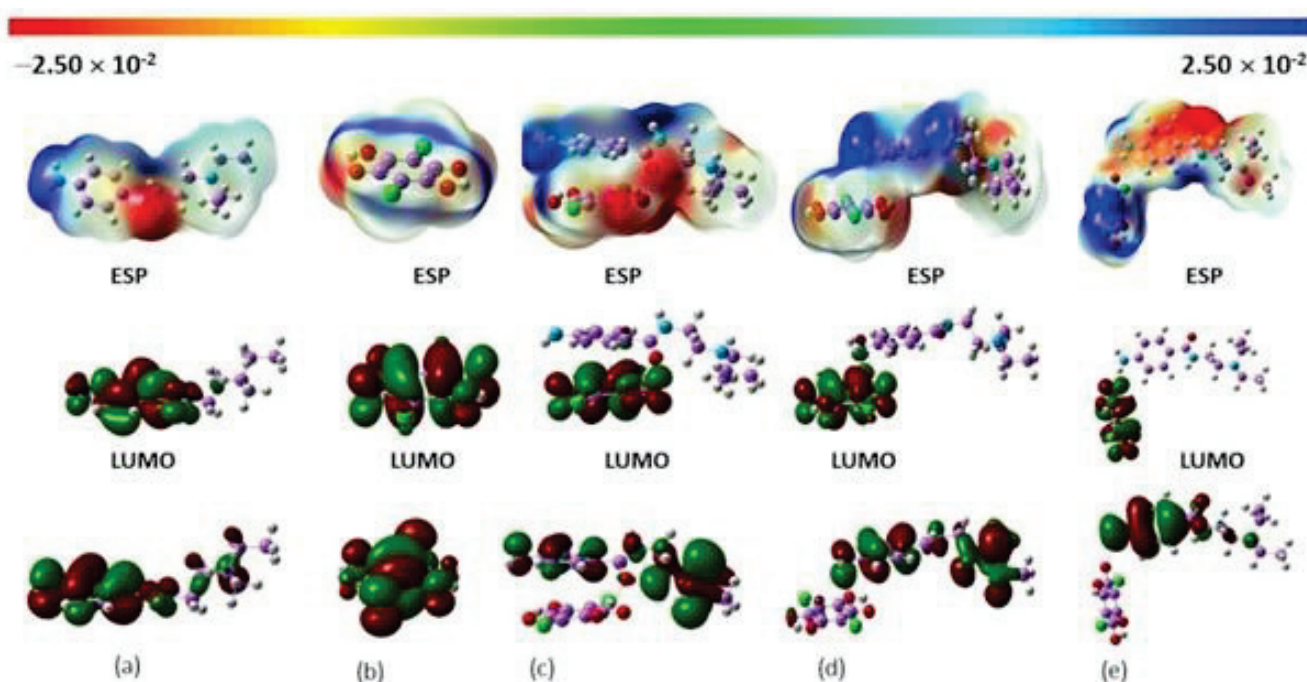 −2.50 × 10⁻² 2.50 × 10⁻²
ESP ESP ESP ESP ESP
LUMO LUMO LUMO LUMO LUMO
(a) (b) (c) (d) (e)